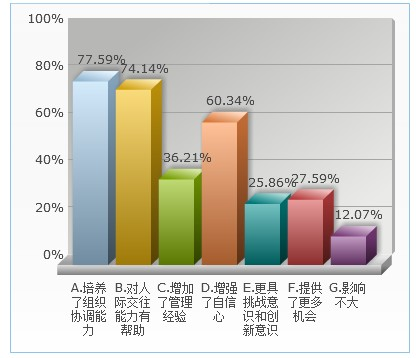 100%
77.59%
74.14%
80%
60.34%
60%
36.21%
40%
25.86%
27.59%
20%
12.07%
0%
A.培养
了组织
协调能
力
B.对人
际交往
能力有
帮助
C.增加
了管理
经验
D.增强
了自信
心
E.更具
挑战意
识和创
新意识
F.提供
了更多
机会
G.影响
不大